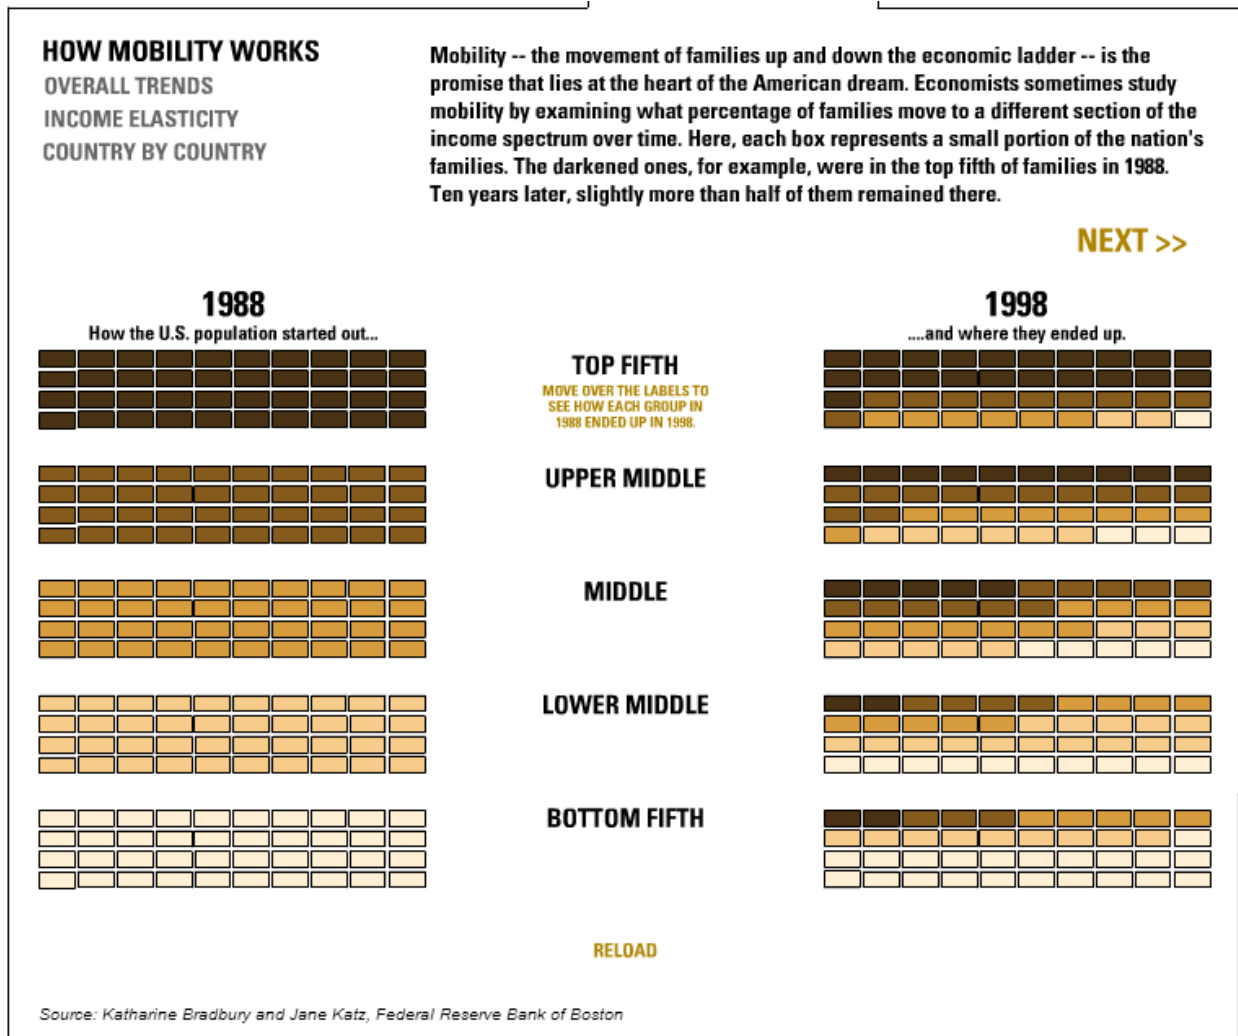 HOW MOBILITY WORKS
OVERALL TRENDS
INCOME ELASTICITY
COUNTRY BY COUNTRY
Mobility -- the movement of families up and down the economic ladder -- is the
promise that lies at the heart of the American dream. Economists sometimes study
mobility by examining what percentage of families move to a different section of the
income spectrum over time. Here, each box represents a small portion of the nation's
families. The darkened ones, for example, were in the top fifth of families in 1988.
Ten years later, slightly more than half of them remained there.
NEXT >>
1988
How the U.S. population started out...
1998
....and where they ended up.
TOP FIFTH
MOVE OVER THE LABELS TO
SEE HOW EACH GROUP IN
1988 ENDED UP IN 1998.
UPPER MIDDLE
MIDDLE
LOWER MIDDLE
BOTTOM FIFTH
RELOAD
Source: Katharine Bradbury and Jane Katz, Federal Reserve Bank of Boston